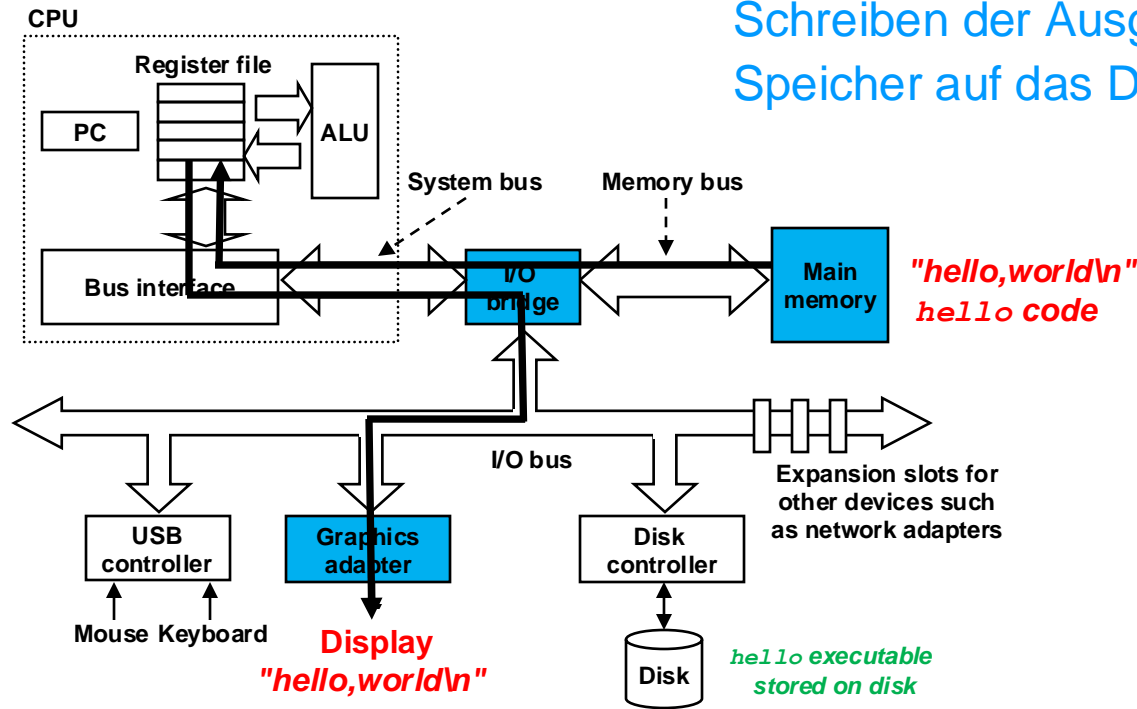 CPU
Schreiben der
Speicher auf das
Register file
PC
ALU
System bus
Memory bus
Bus interface
I/O
bridge
Main
memory
"hello,world\n"
hello code
I/O bus
Expansion slots for
other devices such
as network adapters
USB
controller
Graphics
adapter
Disk
controller
Mouse Keyboard
Display
"hello,world\n"
Disk
hello executable
stored on disk